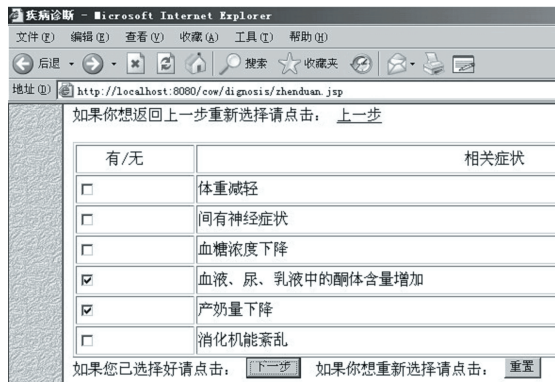 疾病诊断 - Microsoft Internet Explorer
文件(F) 编辑(E) 查看(V) 收藏(A) 工具(T) 帮助(H)
后退 搜索 收藏夹
地址(D) http://localhost:8080/cow/dignosis/zhenduan.jsp
如果你想返回上一步重新选择请点击: 上一步
有/无 相关症状
体重减轻
间有神经症状
血糖浓度下降
血液、尿、乳液中的酮体含量增加
产奶量下降
消化机能紊乱
如果您已选择好请点击: 下一步 如果你想重新选择请点击: 重置